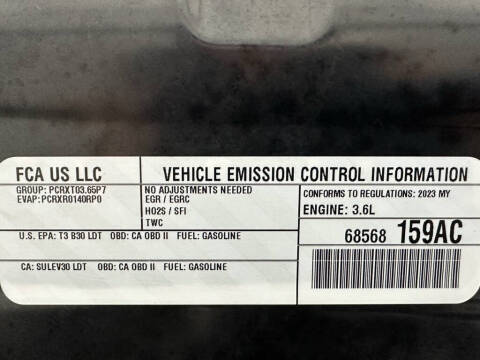 FCA US LLC
VEHICLE EMISSION CONTROL INFORMATION
GROUP: PCRXT03.65P7
EVAP: PCRXR0140RP0
NO ADJUSTMENTS NEEDED
EGR / EGRC
HO2S / SFI
TWC
CONFORMS TO REGULATIONS: 2023 MY
ENGINE: 3.6L
U.S. EPA: T3 B30 LDT OBD: CA OBD II FUEL: GASOLINE
CA: SULEV30 LDT OBD: CA OBD II FUEL: GASOLINE
68568 159AC